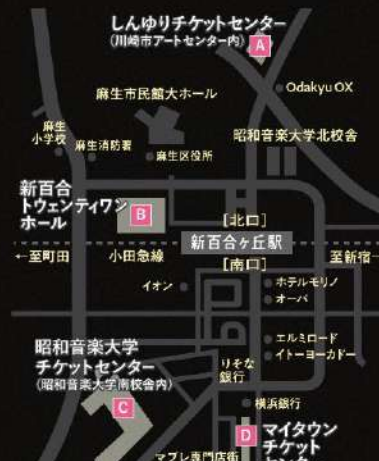 しんゆりチケットセンター
(川崎市アートセンター内)
A
Odakyu OX
麻生市民館大ホール
麻生
小学校
麻生消防署
麻生区役所
昭和音楽大学北校舎
新百合
トウェンティワン
ホール
B
[北口]
新百合ヶ丘駅
[南口]
←至町田
小田急線
至新宿→
イオン
ホテルモリノ
オーパ
昭和音楽大学
チケットセンター
(昭和音楽大学南校舎内)
C
りそな
銀行
エルミロード
イトーヨーカドー
横浜銀行
D
マイタウン
チケット
マプレ専門店街